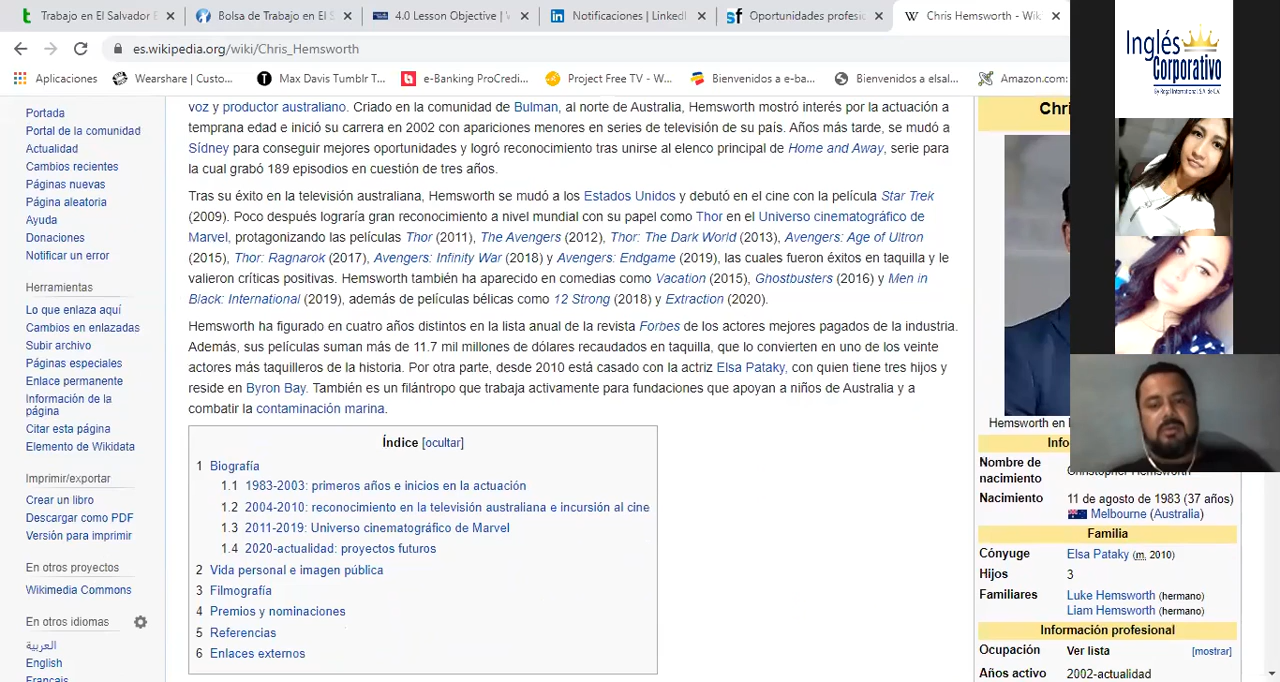 Trabajo en El Salvador E
Bolsa de Trabajo en El S
4.0 Lesson Objective | V
Notificaciones | LinkedI
Oportunidades profesio
Chris Hemsworth - Wiki
es.wikipedia.org/wiki/Chris_Hemsworth
Aplicaciones
Wearshare | Custo...
Max Davis Tumblr T...
e-Banking Procredi...
Project Free TV - W...
Bienvenidos a e-ba...
Bienvenidos elsal...
Amazon.com:
Inglés
Corporativo
Portada
Portal de la comunidad
Actualidad
Cambios recientes
Páginas nuevas
Página aleatoria
Ayuda
Donaciones
Notificar un error
Herramientas
Lo que enlaza aquí
Cambios en enlazadas
Subir archivo
Páginas especiales
Enlace permanente
Información de la
página
Citar esta página
Elemento de Wikidata
Imprimir/exportar
Crear un libro
Descargar como PDF
Versión para imprimir
En otros proyectos
Wikimedia Commons
En otros idiomas
العربية
English
Français
voz y productor australiano. Criado en la comunidad de Bulman, al norte de Australia, Hemsworth mostró interés por la actuación a
temprana edad e inició su carrera en 2002 con apariciones menores en series de televisión de su país. Años más tarde, se mudó a
Sídney para conseguir mejores oportunidades y logró reconocimiento tras unirse al elenco principal de Home and Away, serie para
la cual grabó 189 episodios en cuestión de tres años.
Tras su éxito en la televisión australiana, Hemsworth se mudó a los Estados Unidos y debutó en el cine con la película Star Trek
(2009). Poco después lograría gran reconocimiento a nivel mundial con su papel como Thor en el Universo cinematográfico de
Marvel, protagonizando las películas Thor (2011), The Avengers (2012), Thor: The Dark World (2013), Avengers: Age of Ultron
(2015), Thor: Ragnarok (2017), Avengers: Infinity War (2018) y Avengers: Endgame (2019), las cuales fueron éxitos en taquilla y le
valieron críticas positivas. Hemsworth también ha aparecido en comedias como Vacation (2015), Ghostbusters (2016) y Men in
Black: International (2019), además de películas bélicas como 12 Strong (2018) y Extraction (2020).
Hemsworth ha figurado en cuatro años distintos en la lista anual de la revista Forbes de los actores mejores pagados de la industria.
Además, sus películas suman más de 11.7 mil millones de dólares recaudados en taquilla, que lo convierten en uno de los veinte
actores más taquilleros de la historia. Por otra parte, desde 2010 está casado con la actriz Elsa Pataky, con quien tiene tres hijos y
reside en Byron Bay. También es un filántropo que trabaja activamente para fundaciones que apoyan a niños de Australia y a
combatir la contaminación marina.
Índice [ocultar]
1 Biografía
1.1 1983-2003: primeros años e inicios en la actuación
1.2 2004-2010: reconocimiento en la televisión australiana e incursión al cine
1.3 2011-2019: Universo cinematográfico de Marvel
1.4 2020-actualidad: proyectos futuros
2 Vida personal e imagen pública
3 Filmografía
4 Premios y nominaciones
5 Referencias
6 Enlaces externos
Chri
Hemsworth en
Info
Nombre de
nacimiento
Christopher Hemsworth
Nacimiento
11 de agosto de 1983 (37 años)
Melbourne (Australia)
Familia
Cónyuge
Elsa Pataky (m. 2010)
Hijos
3
Familiares
Luke Hemsworth (hermano)
Liam Hemsworth (hermano)
Información profesional
Ocupación
Ver lista
[mostrar]
Años activo
2002-actualidad